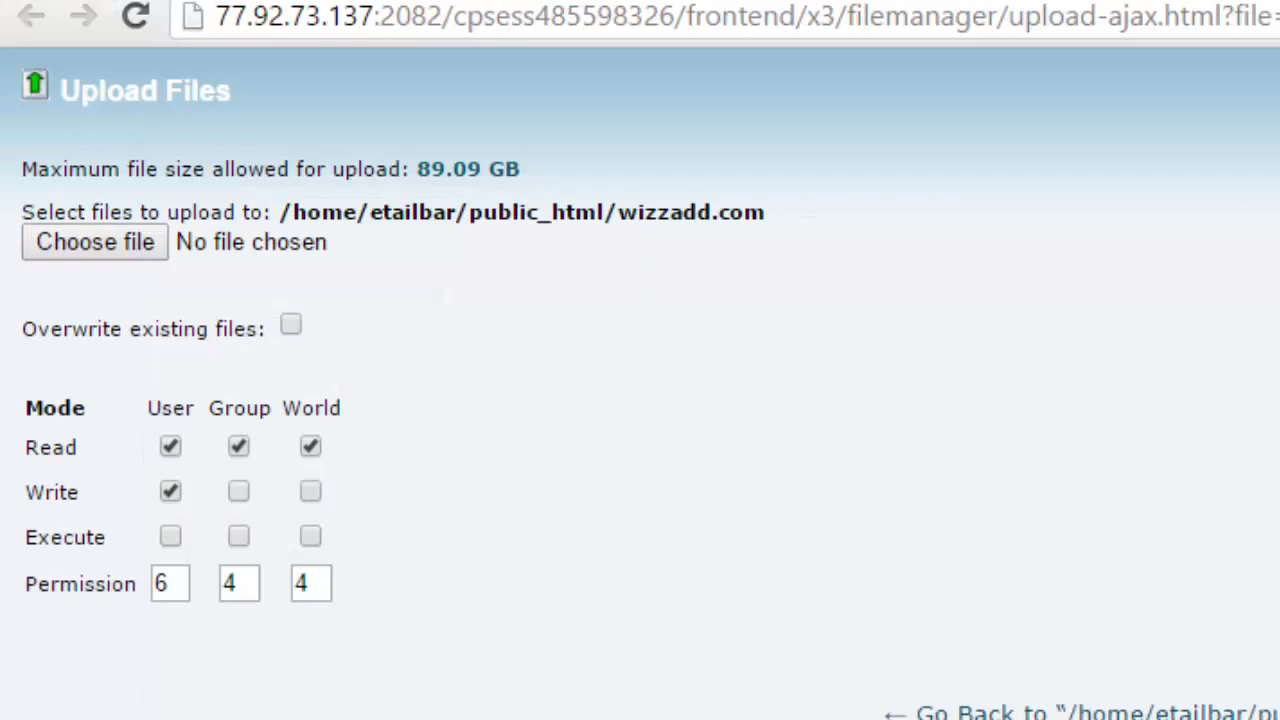 77.92.73.137:2082/cpsess485598326/frontend/x3/filemanager/upload-ajax.html?file=
Upload Files
Maximum file size allowed for upload: 89.09 GB
Select files to upload to: /home/etailbar/public_html/wizzadd.com
Choose file No file chosen
Overwrite existing files:
Mode User Group World
Read
Write
Execute
Permission 6 4 4
← Go Back to “/home/etailbar/pu